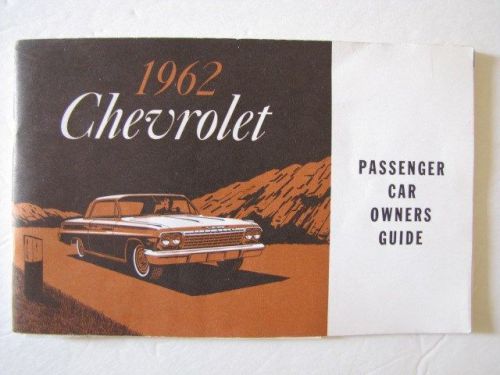 1962
Chevrolet
PASSENGER
CAR
OWNERS
GUIDE